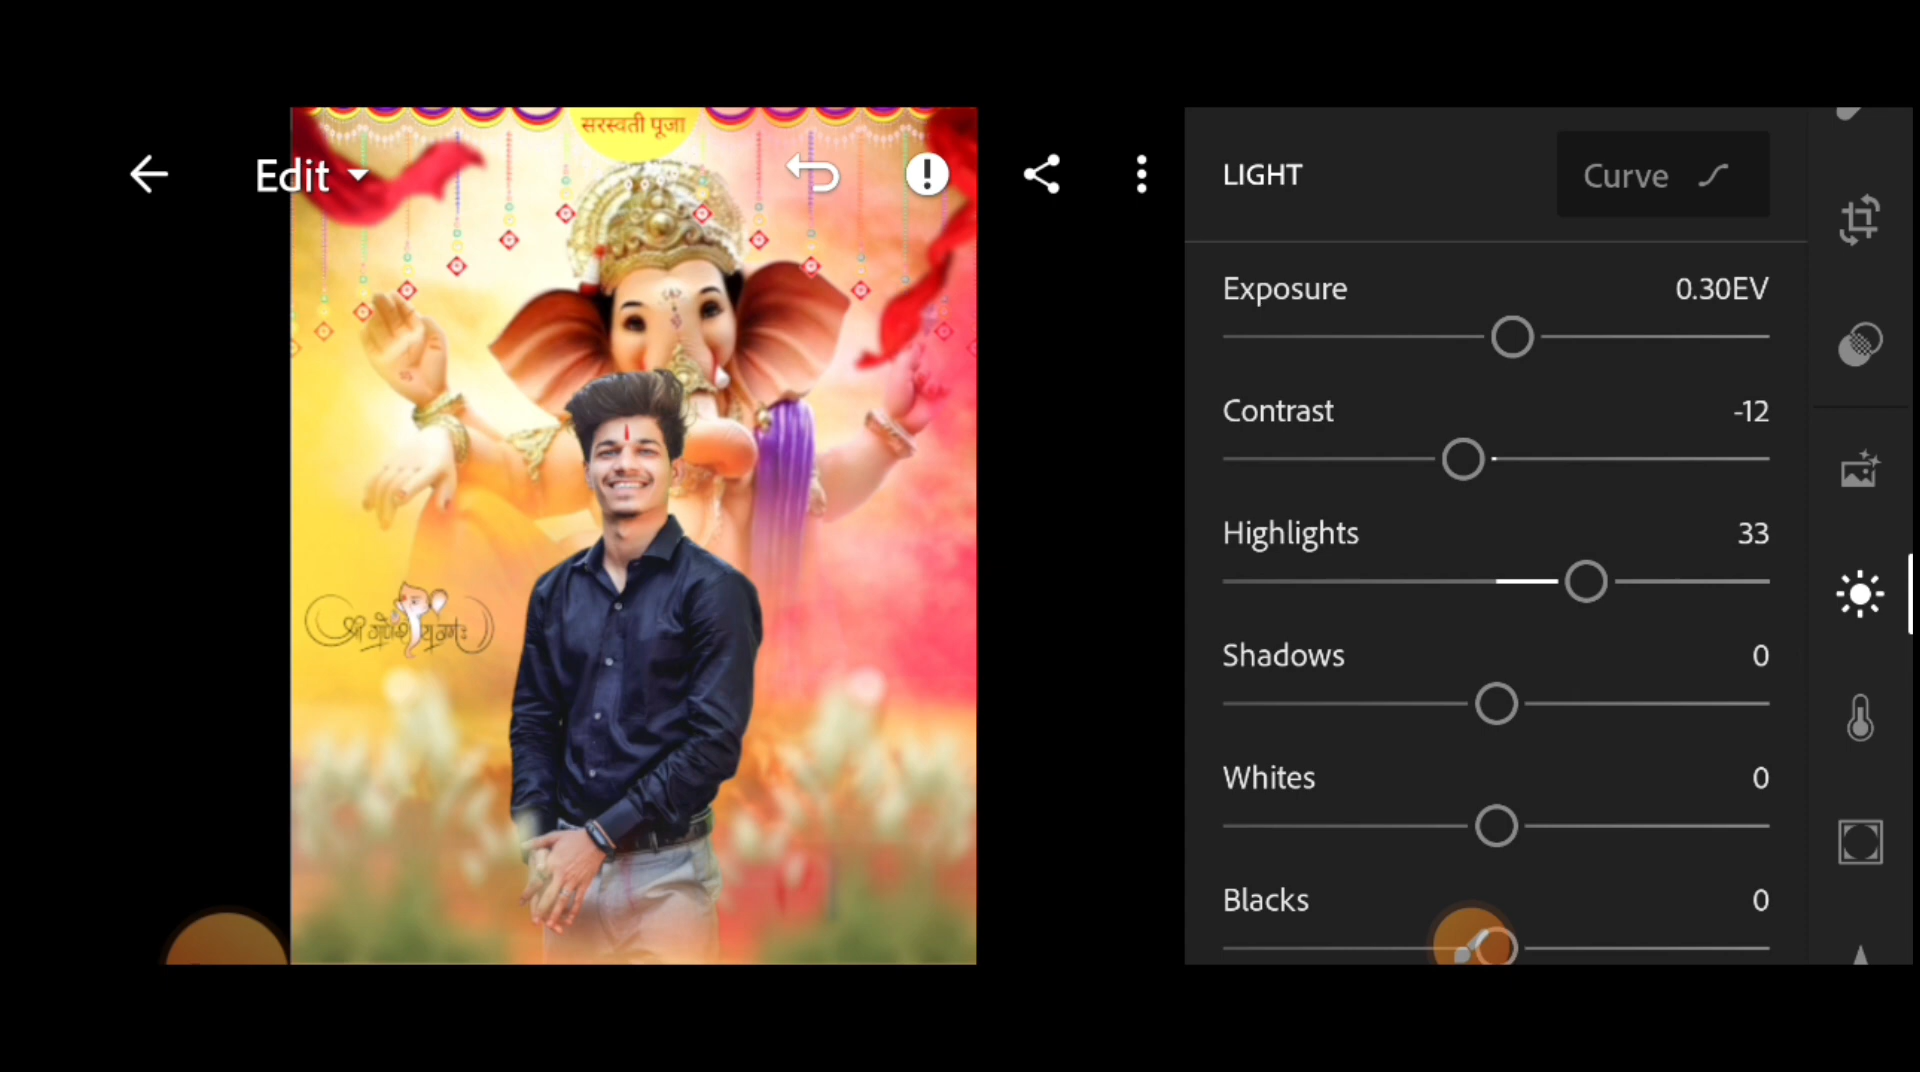 सरस्वती पूजा
Edit
LIGHT
Curve
Exposure
0.30EV
Contrast
-12
Highlights
33
Shadows
0
Whites
0
Blacks
0